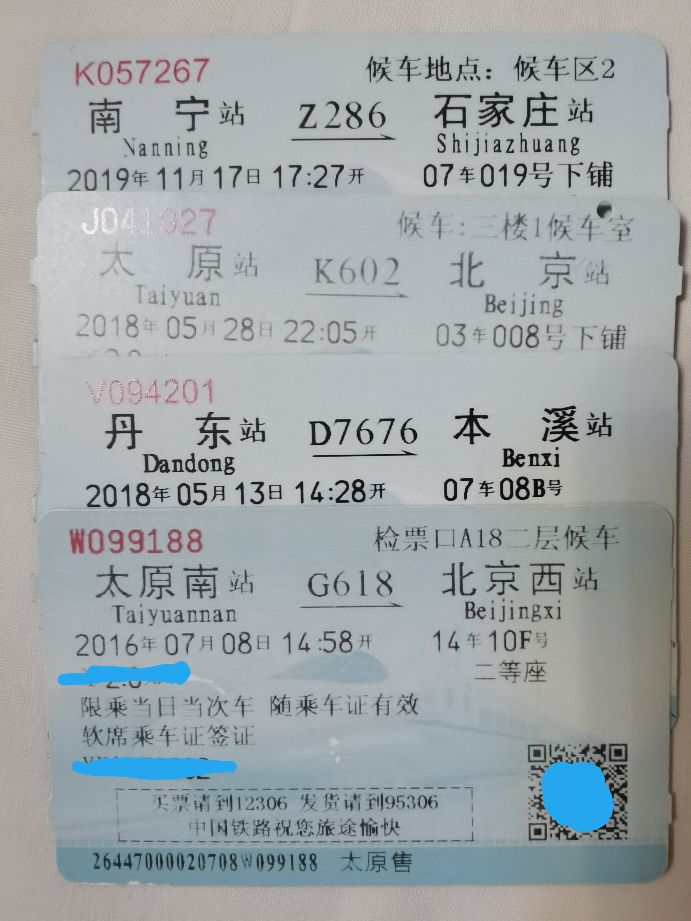 K057267 候车地点：候车区2
南宁站 Z286 石家庄站
Nanning Shijiazhuang
2019年11月17日 17:27开 07车019号下铺
J041927 候车:三楼1候车室
太原站 K602 北京站
Taiyuan Beijing
2018年05月28日 22:05开 03车008号下铺
V094201
丹东站 D7676 本溪站
Dandong Benxi
2018年05月13日 14:28开 07车08B号
W099188 检票口A18二层候车
太原南站 G618 北京西站
Taiyuannan Beijingxi
2016年07月08日 14:58开 14车10F号
二等座
限乘当日当次车 随乘车证有效
软席乘车证签证
买票请到12306 发货请到95306
中国铁路祝您旅途愉快
26447000020708W099188 太原售